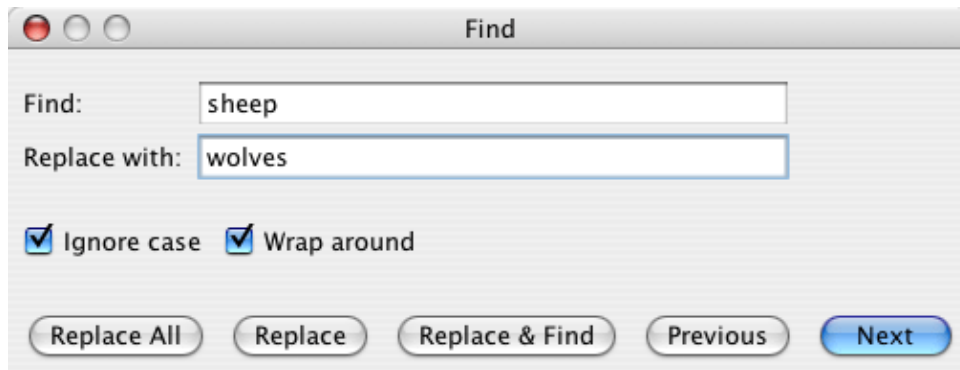 Find
Find: sheep
Replace with: wolves
Ignore case Wrap around
Replace All Replace Replace & Find Previous Next